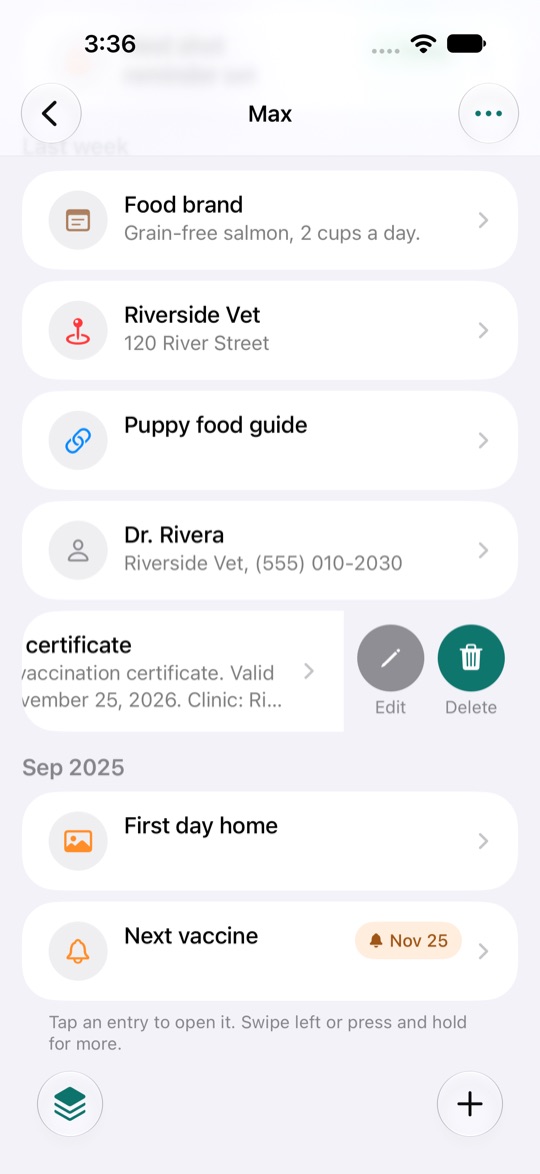 3:36
Max
Last week
Food brand
Grain-free salmon, 2 cups a day.
Riverside Vet
120 River Street
Puppy food guide
Dr. Rivera
Riverside Vet, (555) 010-2030
certificate
vaccination certificate. Valid
vember 25, 2026. Clinic: Ri...
Edit
Delete
Sep 2025
First day home
Next vaccine
Nov 25
Tap an entry to open it. Swipe left or press and hold
for more.